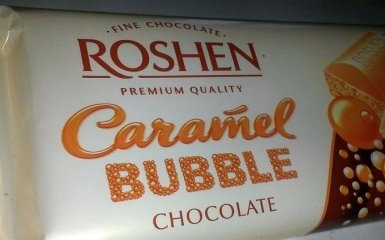 FINE CHOCOLATE
ROSHEN
PREMIUM QUALITY
Caramel
BUBBLE
CHOCOLATE